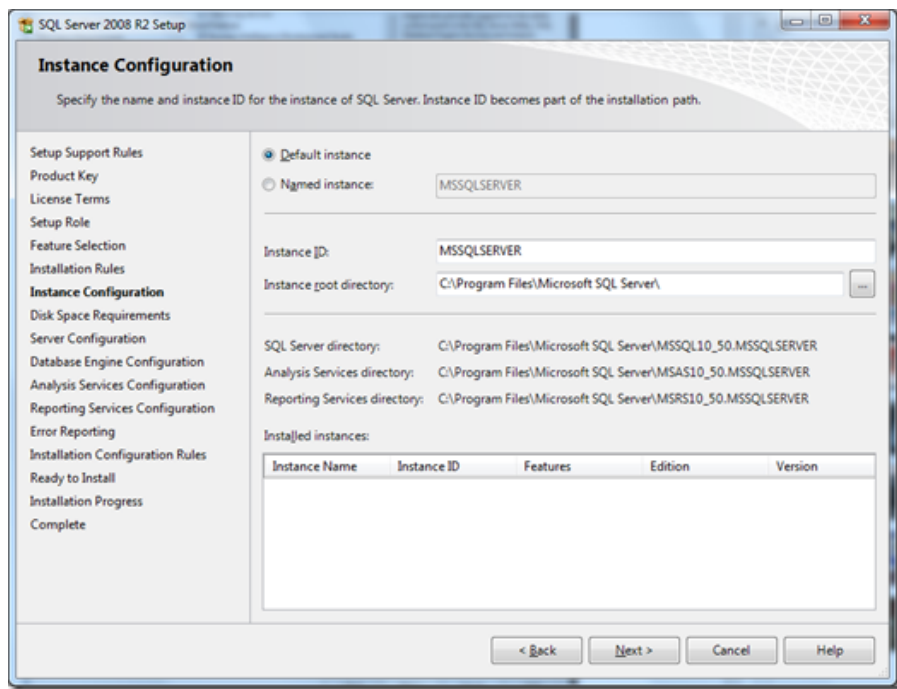 SQL Server 2008 R2 Setup
Instance Configuration
Specify the name and instance ID for the instance of SQL Server. Instance ID becomes part of the installation path.
Setup Support Rules
Product Key
License Terms
Setup Role
Feature Selection
Installation Rules
Instance Configuration
Disk Space Requirements
Server Configuration
Database Engine Configuration
Analysis Services Configuration
Reporting Services Configuration
Error Reporting
Installation Configuration Rules
Ready to Install
Installation Progress
Complete
Default instance
Named instance: MSSQLSERVER
Instance ID: MSSQLSERVER
Instance root directory: C:\Program Files\Microsoft SQL Server\ ...
SQL Server directory: C:\Program Files\Microsoft SQL Server\MSSQL10_50.MSSQLSERVER
Analysis Services directory: C:\Program Files\Microsoft SQL Server\MSAS10_50.MSSQLSERVER
Reporting Services directory: C:\Program Files\Microsoft SQL Server\MSRS10_50.MSSQLSERVER
Installed instances:
Instance Name Instance ID Features Edition Version
< Back Next > Cancel Help